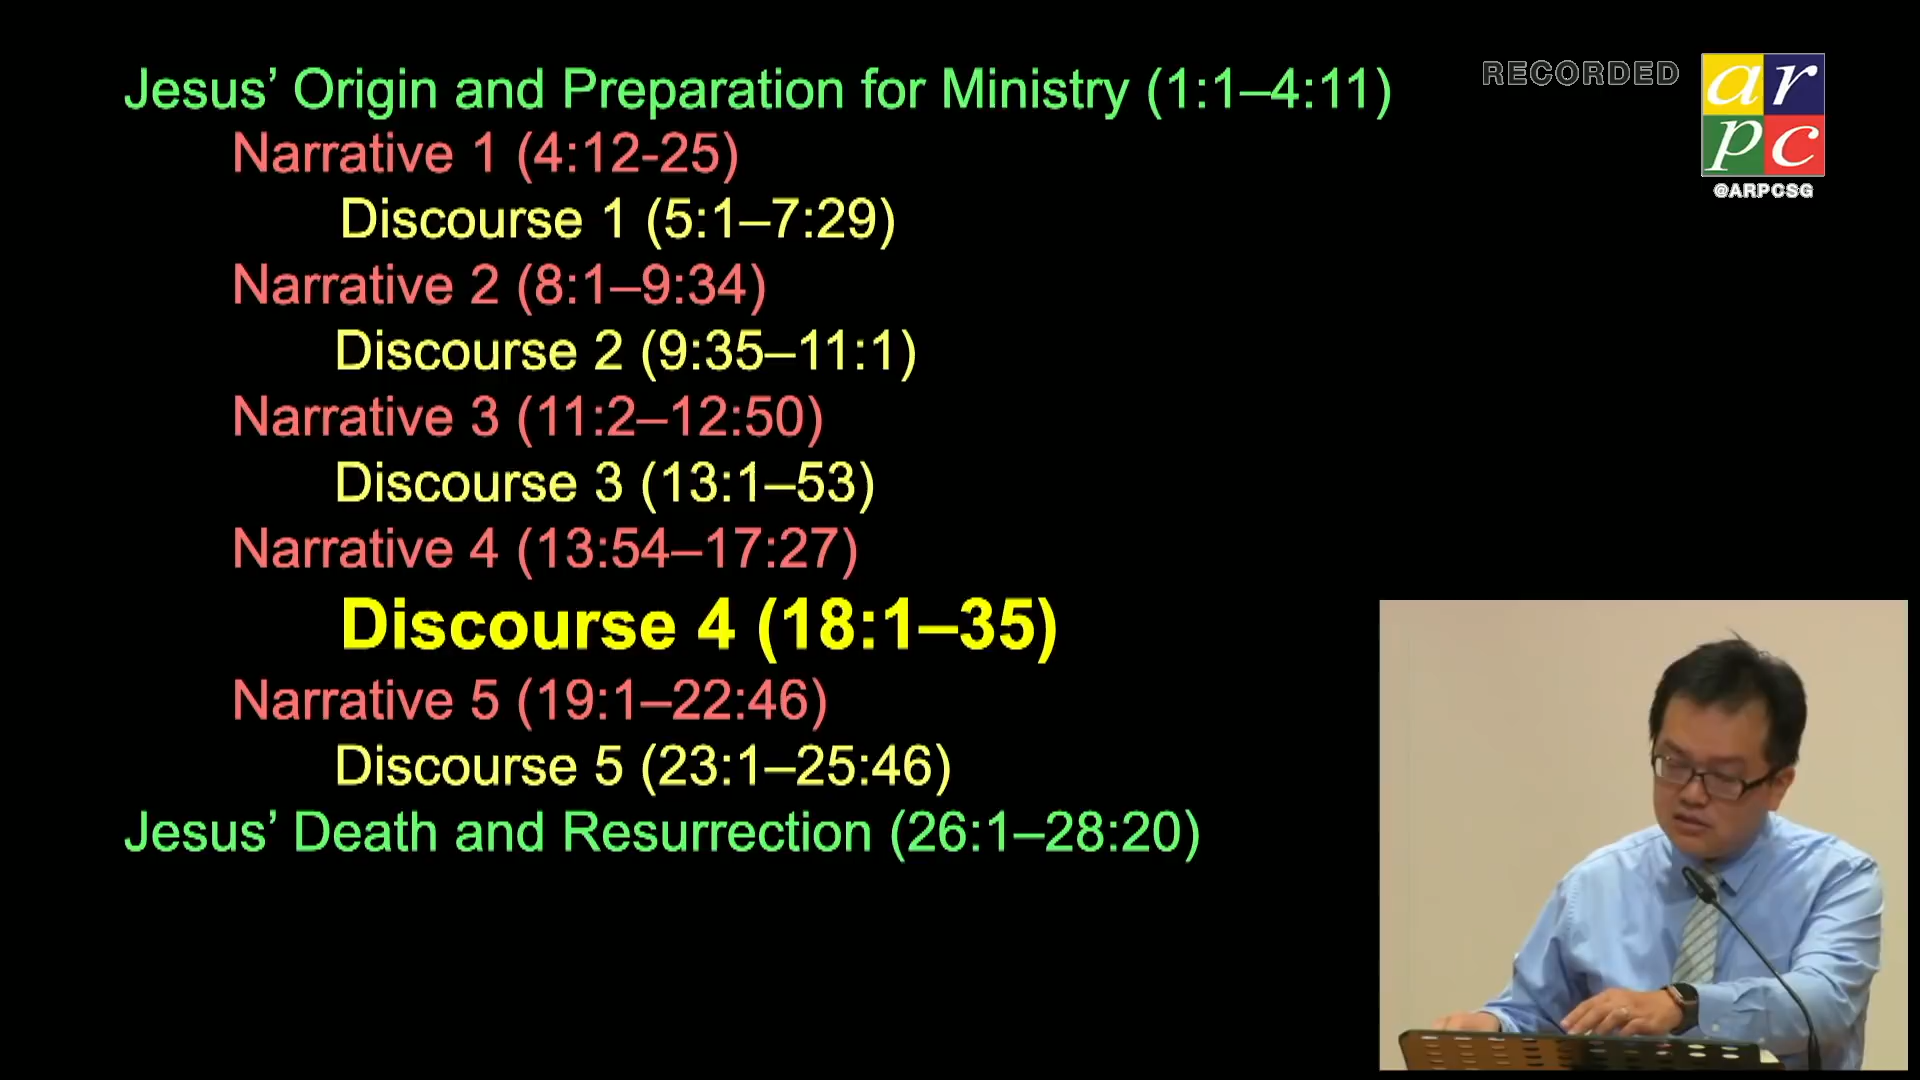 Jesus’ Origin and Preparation for Ministry (1:1–4:11)
Narrative 1 (4:12-25)
Discourse 1 (5:1–7:29)
Narrative 2 (8:1–9:34)
Discourse 2 (9:35–11:1)
Narrative 3 (11:2–12:50)
Discourse 3 (13:1–53)
Narrative 4 (13:54–17:27)
Discourse 4 (18:1–35)
Narrative 5 (19:1–22:46)
Discourse 5 (23:1–25:46)
Jesus’ Death and Resurrection (26:1–28:20)
RECORDED
ar
pc
@ARPCSG